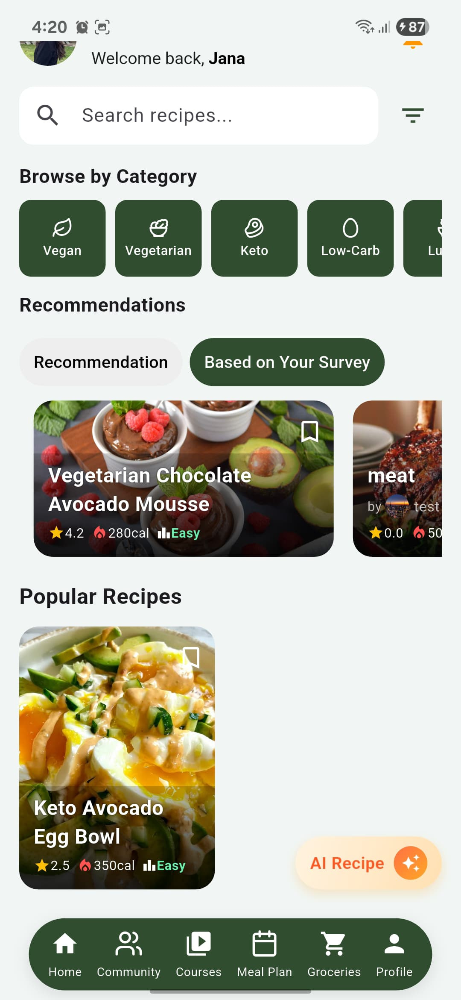 4:20
87
Welcome back, Jana
Search recipes...
Browse by Category
Vegan
Vegetarian
Keto
Low-Carb
Lu
Recommendations
Recommendation
Based on Your Survey
Vegetarian Chocolate
Avocado Mousse
4.2 280cal Easy
meat
by test
0.0 50
Popular Recipes
Keto Avocado
Egg Bowl
2.5 350cal Easy
AI Recipe
Home
Community
Courses
Meal Plan
Groceries
Profile